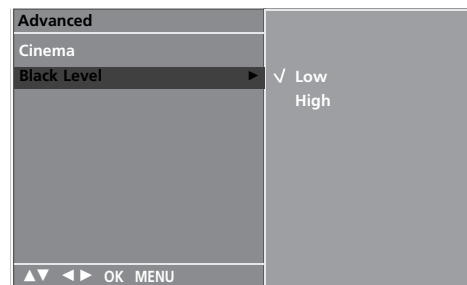 Advanced
Cinema
Black Level ►
√ Low
High
▲▼ ◄► OK MENU